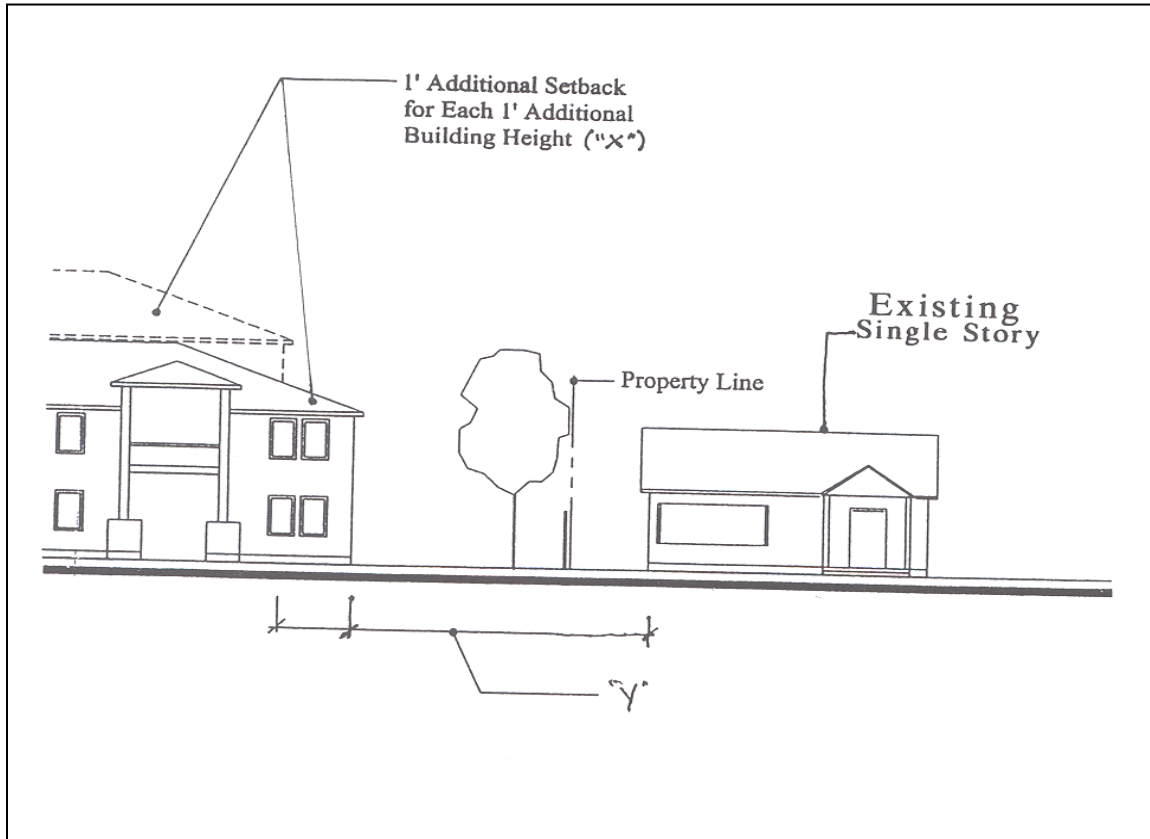 1' Additional Setback
for Each 1' Additional
Building Height ("X")
Existing
Single Story
Property Line
"Y"